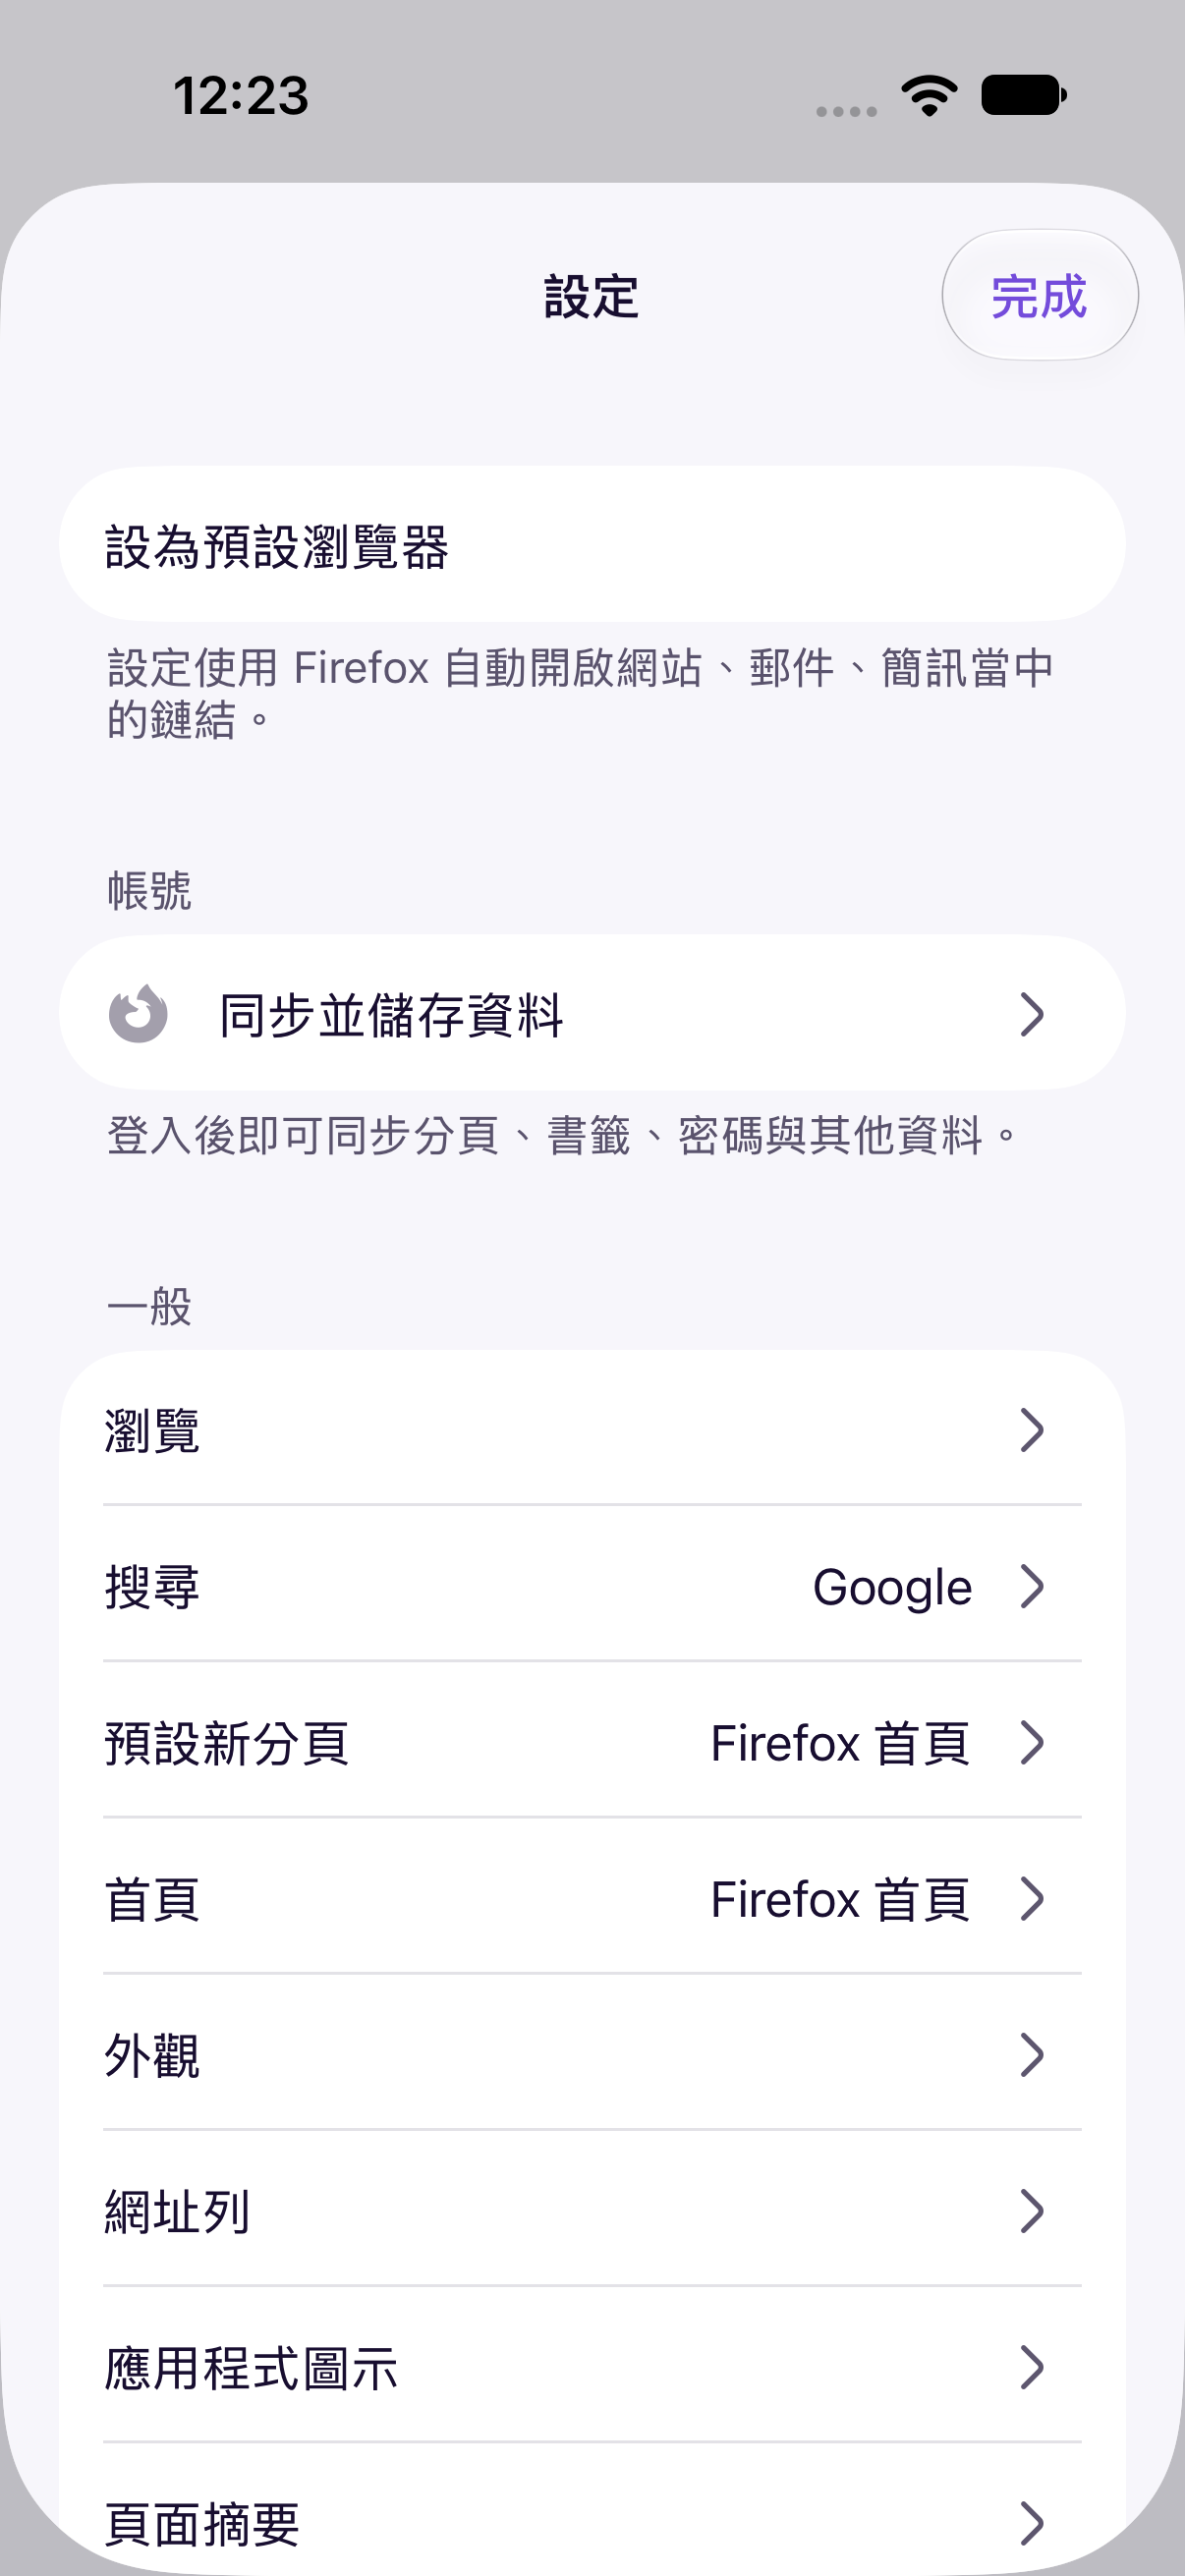 12:23
設定
完成
設為預設瀏覽器
設定使用 Firefox 自動開啟網站、郵件、簡訊當中
的鏈結。
帳號
同步並儲存資料
登入後即可同步分頁、書籤、密碼與其他資料。
一般
瀏覽
搜尋 Google
預設新分頁 Firefox 首頁
首頁 Firefox 首頁
外觀
網址列
應用程式圖示
頁面摘要